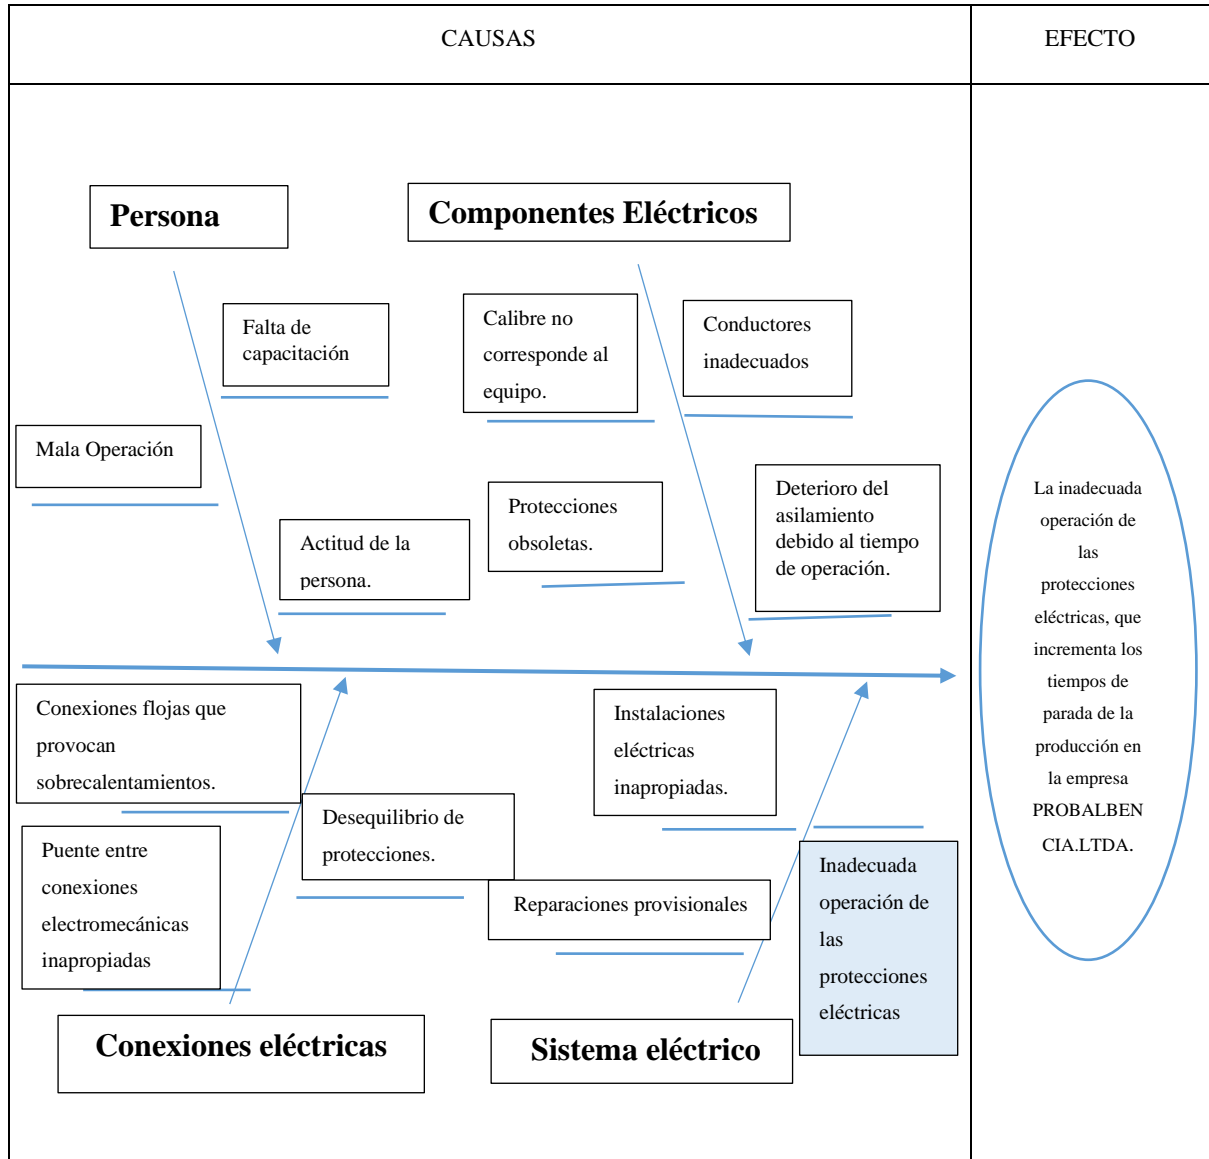 CAUSAS
EFECTO
Persona
Componentes Eléctricos
Falta de
capacitación
Calibre no
corresponde al
equipo.
Conductores
inadecuados
Mala Operación
Actitud de la
persona.
Protecciones
obsoletas.
Deterioro del
asilamiento
debido al tiempo
de operación.
La inadecuada
operación de
las
protecciones
eléctricas, que
incrementa los
tiempos de
parada de la
producción en
la empresa
PROBALBEN
CIA.LTDA.
Conexiones flojas que
provocan
sobrecalentamientos.
Instalaciones
eléctricas
inapropiadas.
Puente entre
conexiones
electromecánicas
inapropiadas
Desequilibrio de
protecciones.
Reparaciones provisionales
Inadecuada
operación de
las
protecciones
eléctricas
Conexiones eléctricas
Sistema eléctrico